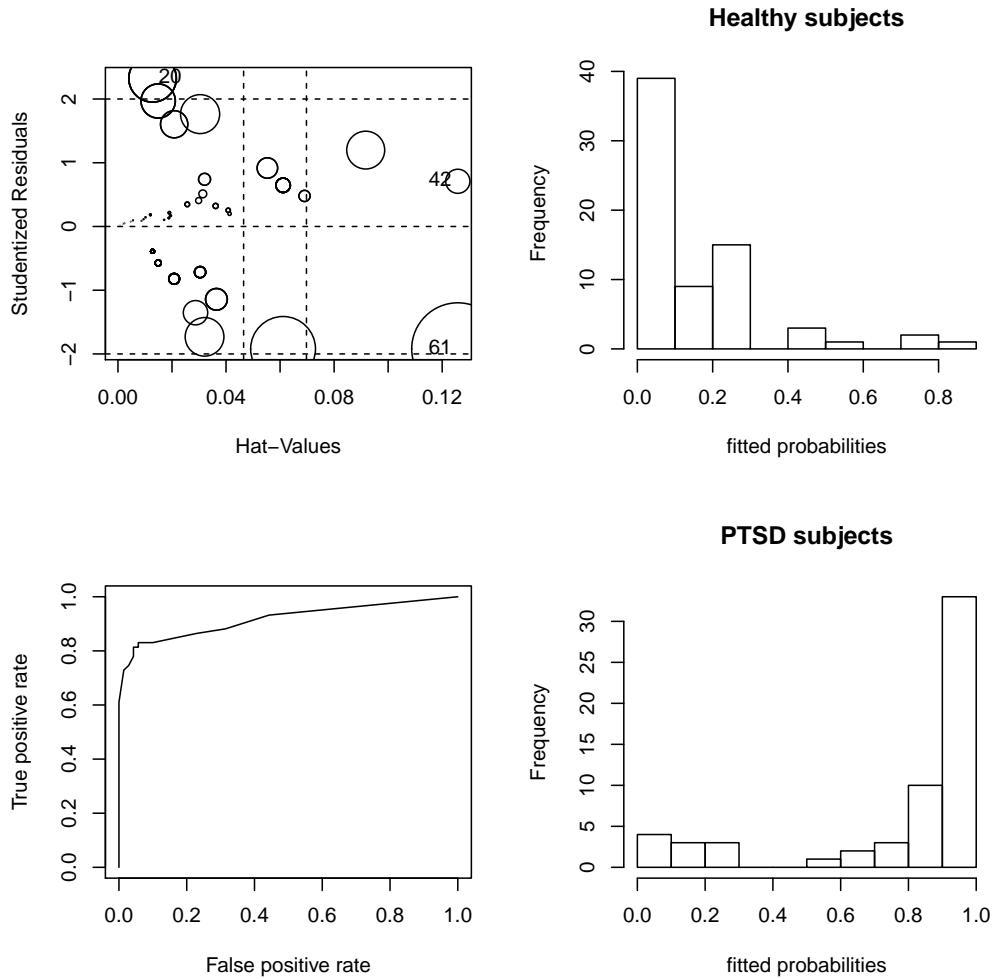 Healthy subjects
Studentized Residuals
2
1
0
−1
−2
20
42
61
0.00 0.04 0.08 0.12
Hat−Values
Frequency
40
30
20
10
0
0.0 0.2 0.4 0.6 0.8
fitted probabilities
PTSD subjects
True positive rate
1.0
0.8
0.6
0.4
0.2
0.0
0.0 0.2 0.4 0.6 0.8 1.0
False positive rate
Frequency
30
25
20
15
10
5
0
0.0 0.2 0.4 0.6 0.8 1.0
fitted probabilities